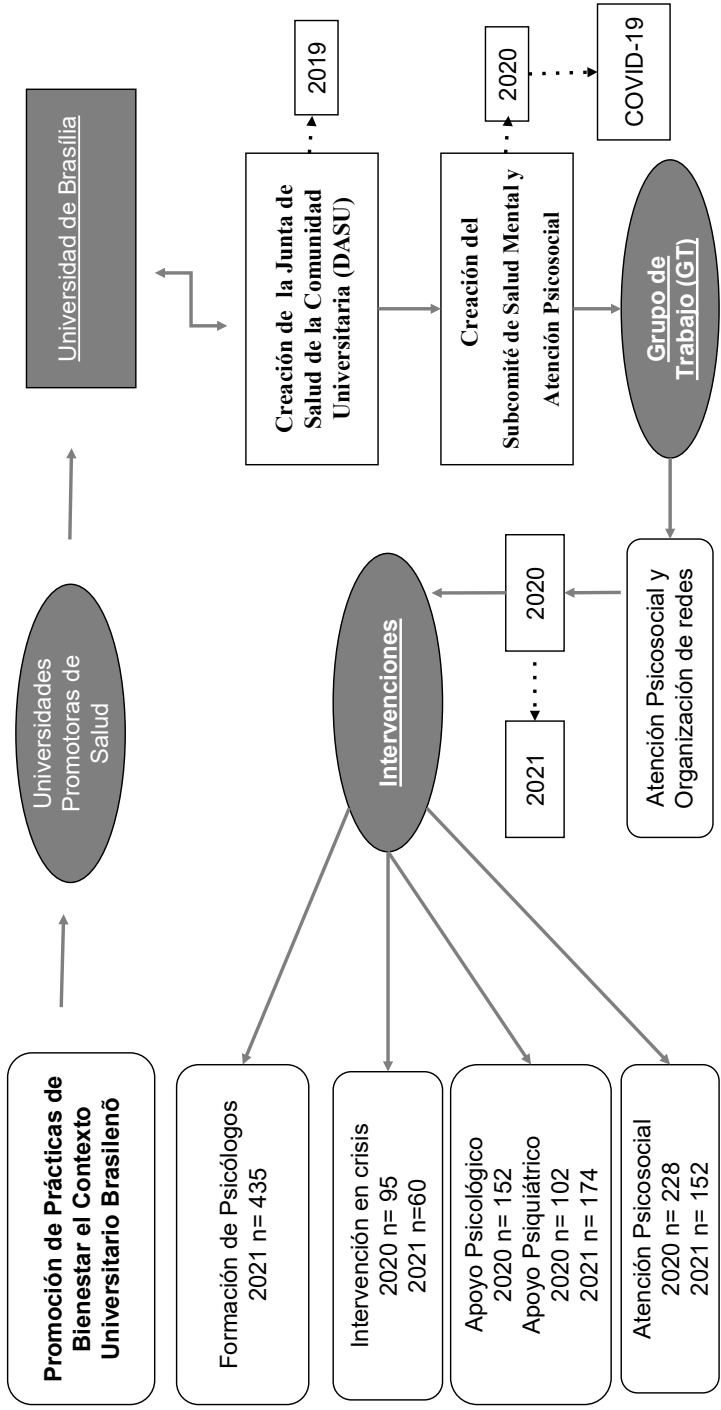 Promoción de Prácticas de
Bienestar el Contexto
Universitario Brasilenõ
Universidades
Promotoras de
Salud
Universidad de Brasília
Creación de la Junta de
Salud de la Comunidad
Universitaria (DASU)
2019
Creación del
Subcomité de Salud Mental y
Atención Psicosocial
2020
COVID-19
Grupo de
Trabajo (GT)
Atención Psicosocial y
Organización de redes
2020
2021
Intervenciones
Formación de Psicólogos
2021 n= 435
Intervención en crisis
2020 n= 95
2021 n=60
Apoyo Psicológico
2020 n= 152
Apoyo Psiquiátrico
2020 n= 102
2021 n= 174
Atención Psicosocial
2020 n= 228
2021 n= 152